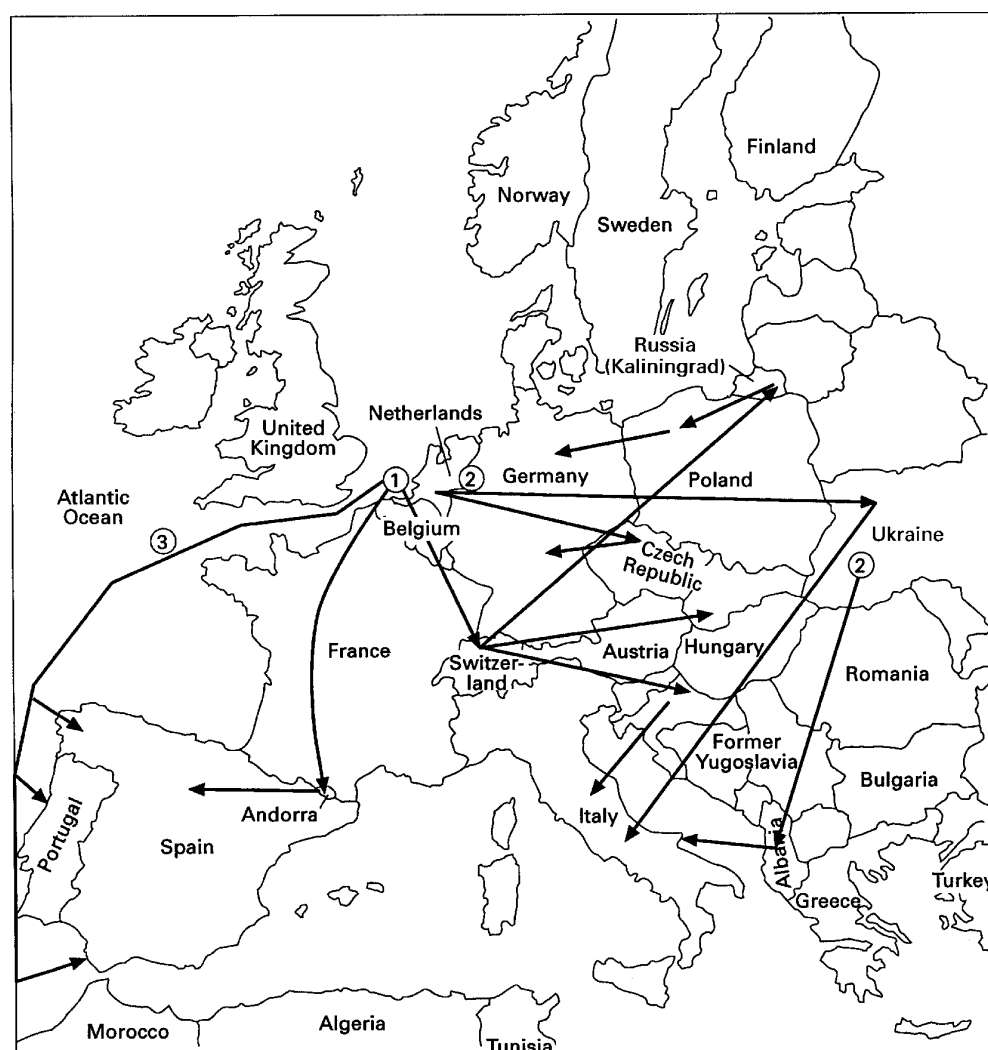 Finland
Norway
Sweden
Russia
(Kaliningrad)
Netherlands
United
Kingdom
1
2
Germany
Poland
Atlantic
Ocean
3
Belgium
Ukraine
Czech
Republic
2
France
Switzer-
land
Austria
Hungary
Romania
Former
Yugoslavia
Bulgaria
Andorra
Italy
Portugal
Spain
Albania
Greece
Turkey
Morocco
Algeria
Tunisia